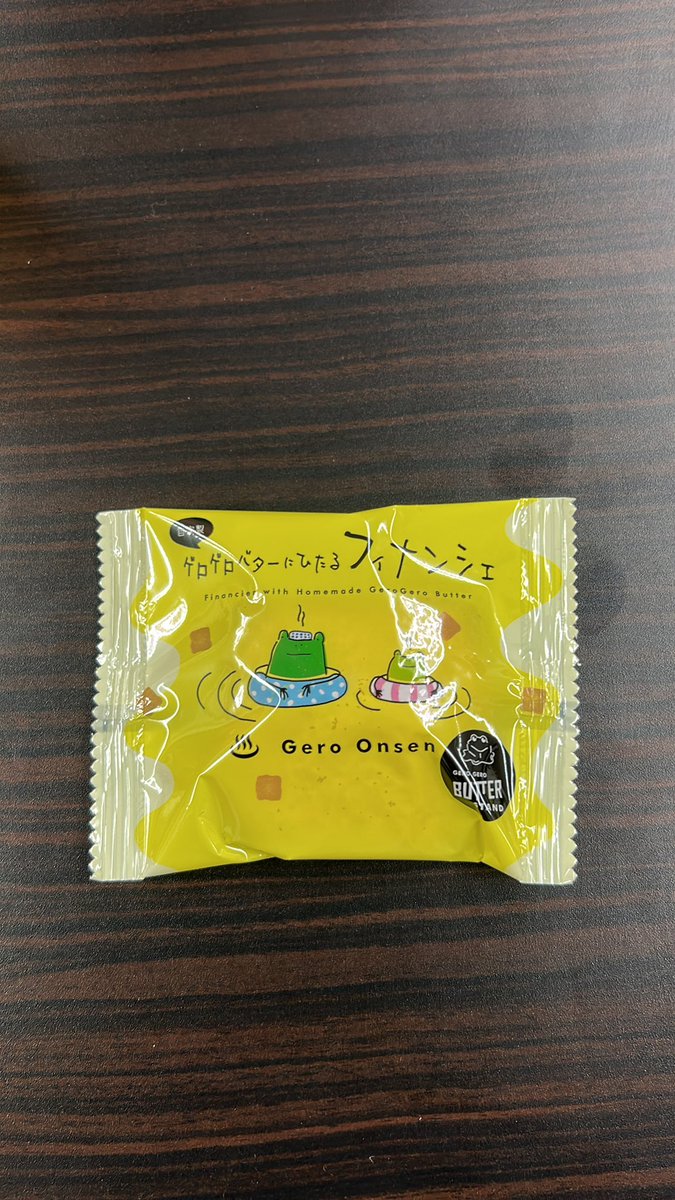 自家製
ゲロゲロバターにひたるフィナンシェ
Financier with Homemade GeroGero Butter
Gero Onsen
GERO GERO
BUTTER
STAND